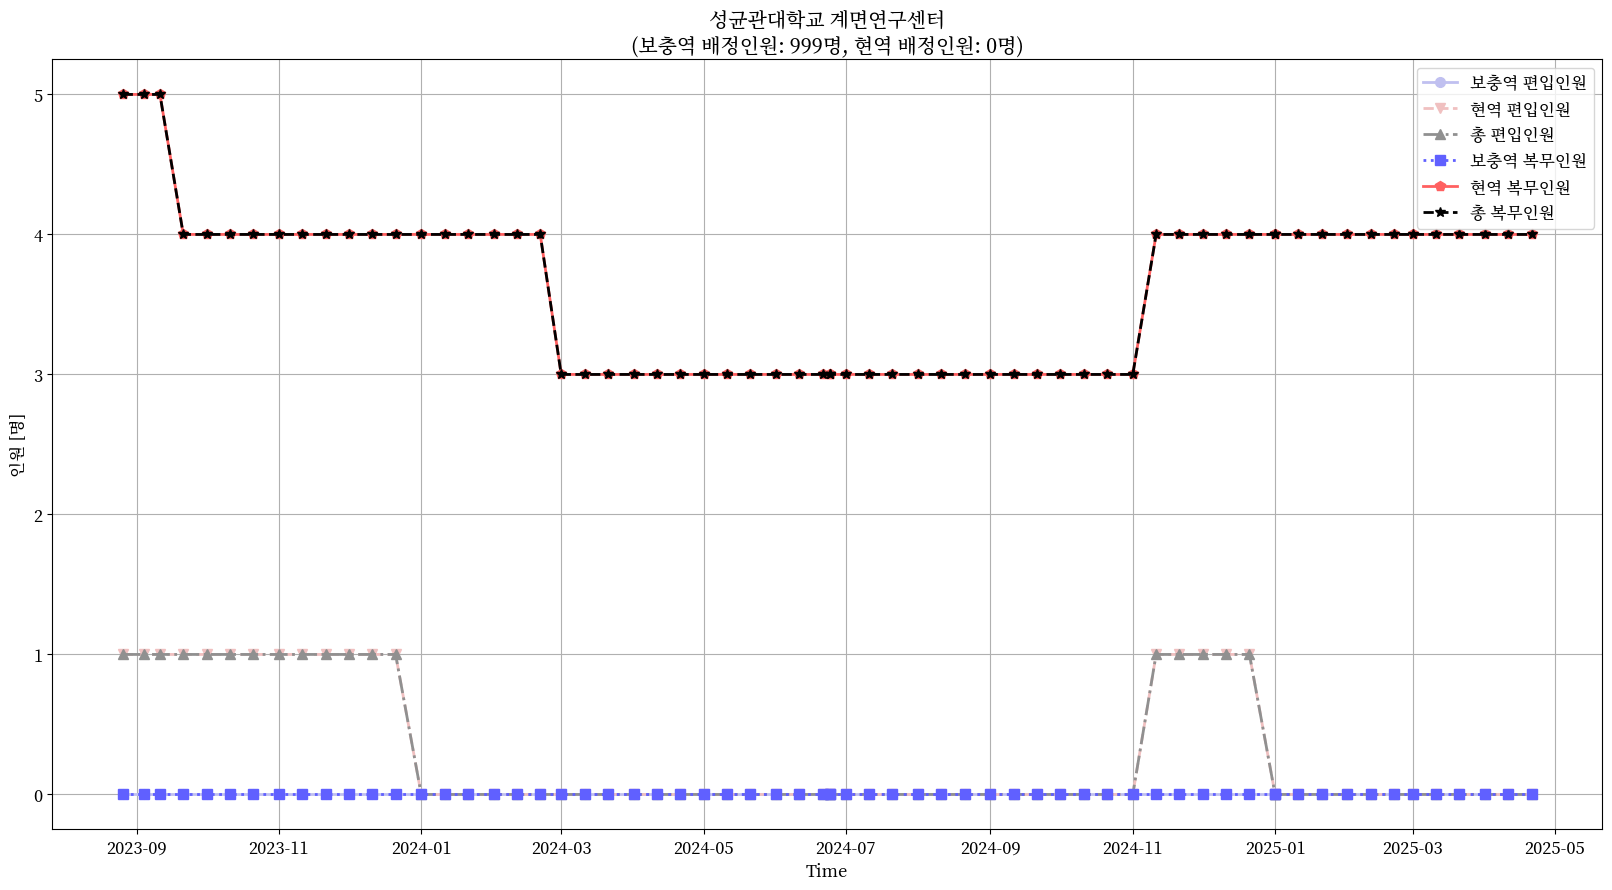 성균관대학교 계면연구센터
(보충역 배정인원: 999명, 현역 배정인원: 0명)
보충역 편입인원
현역 편입인원
총 편입인원
보충역 복무인원
현역 복무인원
총 복무인원
인원 [명]
5
4
3
2
1
0
2023-09
2023-11
2024-01
2024-03
2024-05
2024-07
2024-09
2024-11
2025-01
2025-03
2025-05
Time